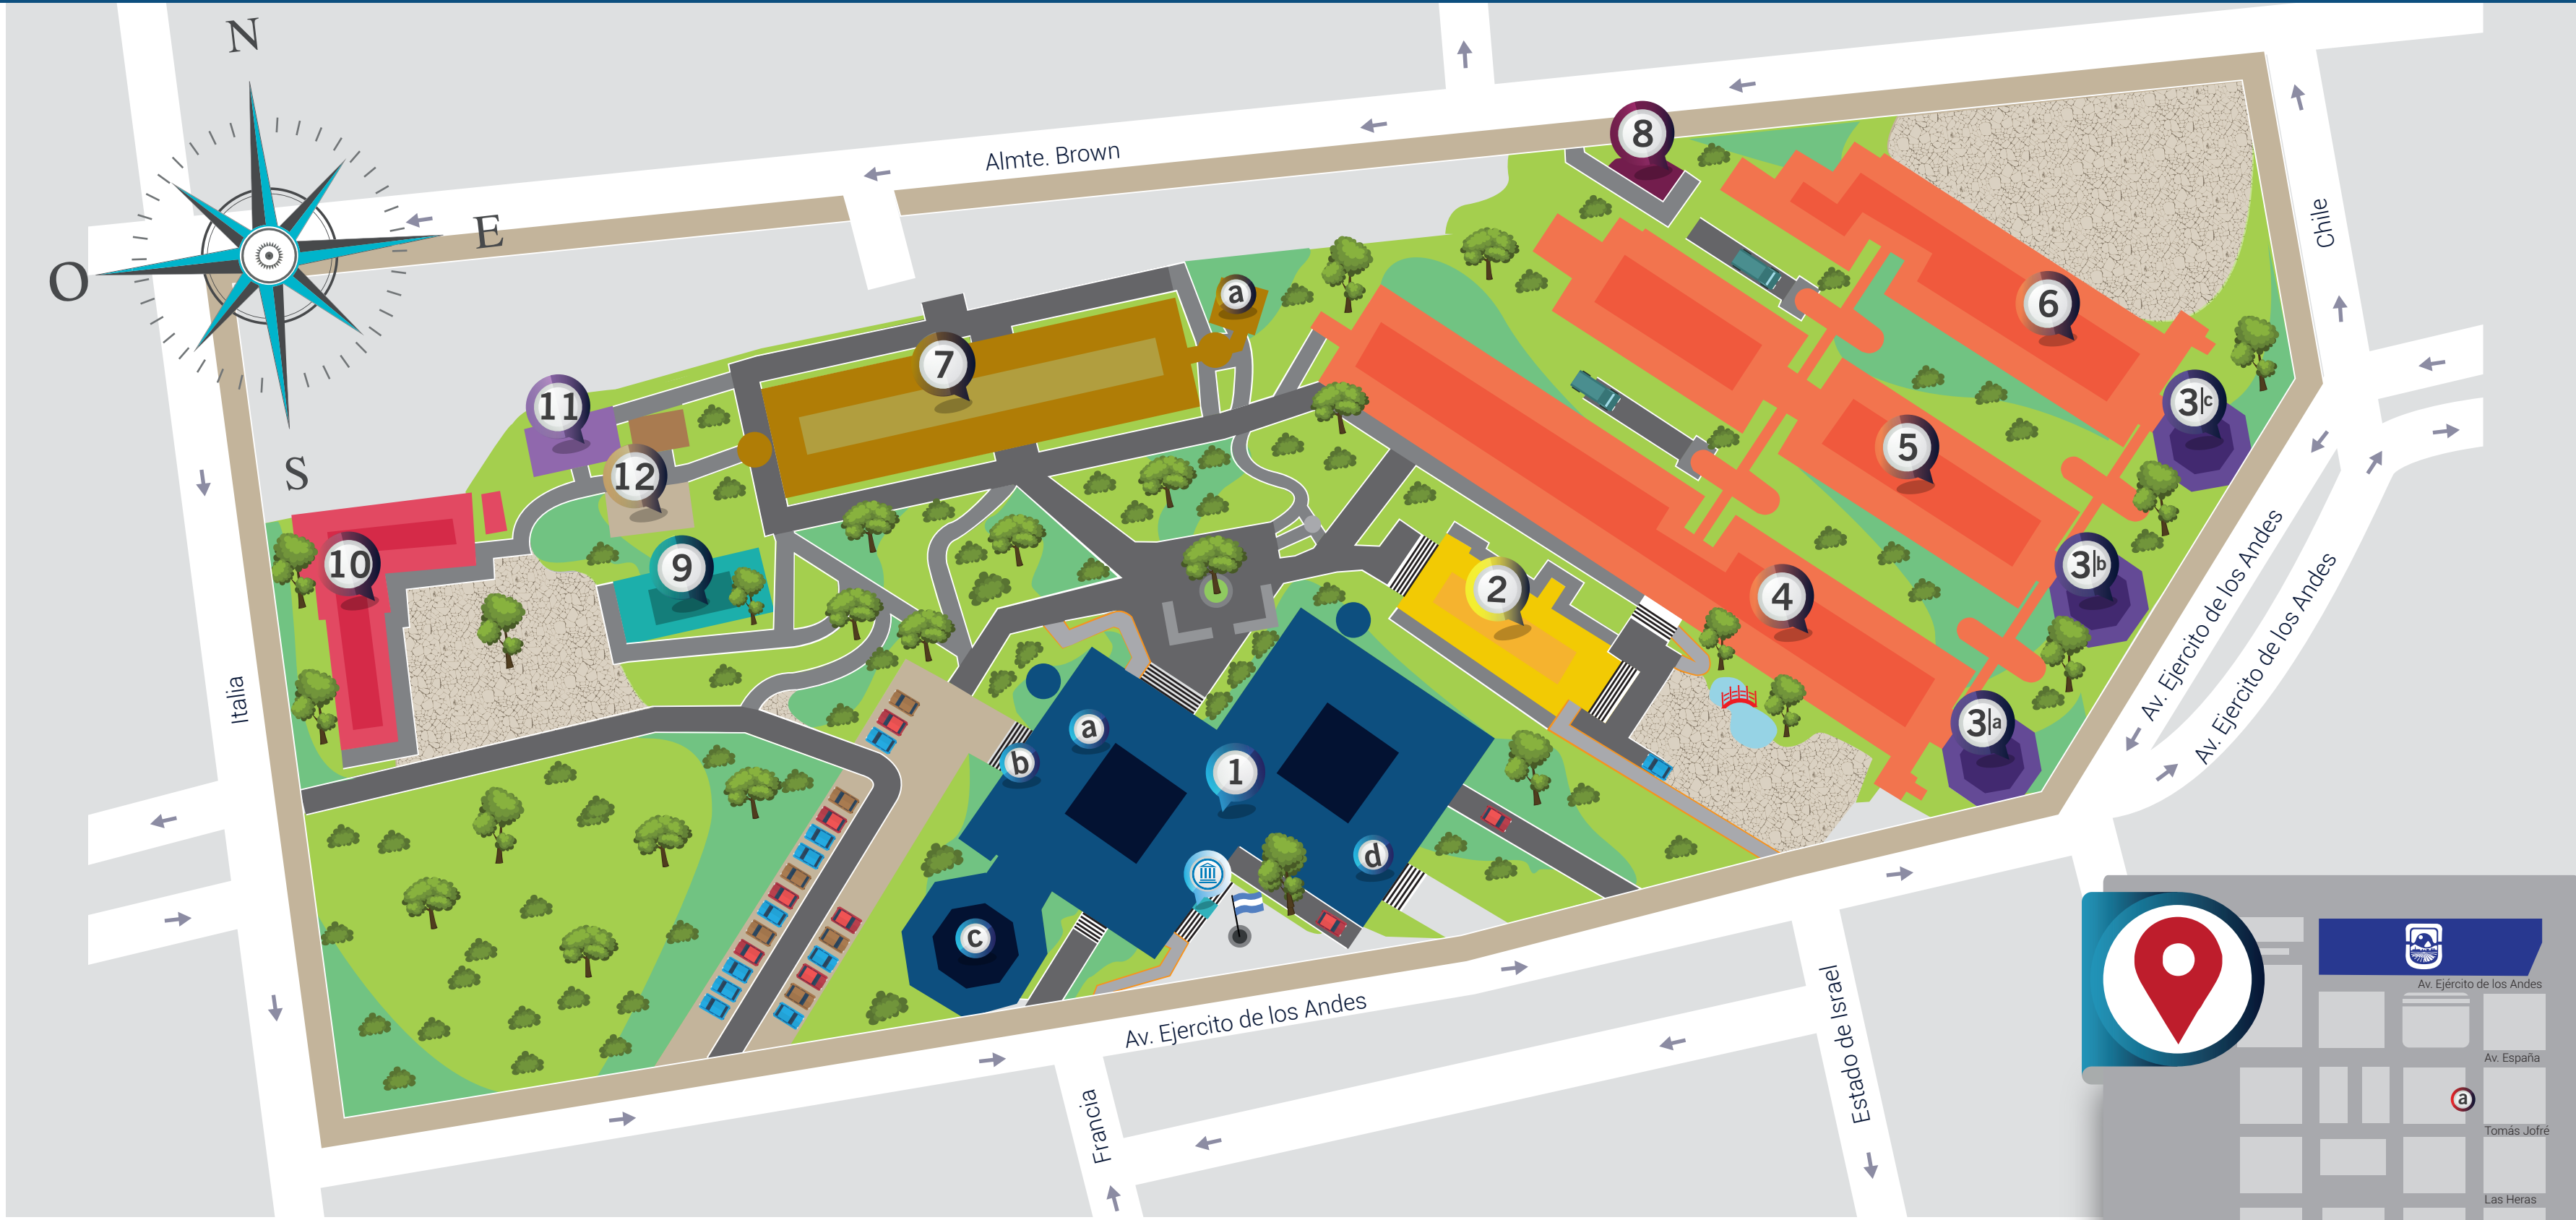 N
E
O
S
Almte. Brown
8
Chile
a
6
7
3|c
11
5
12
3|b
10
9
2
4
Av. Ejercito de los Andes
Av. Ejercito de los Andes
Italia
3|a
a
b
1
d
c
Av. Ejercito de los Andes
Estado de Israel
Francia
Av. Ejército de los Andes
Av. España
a
Tomás Jofré
Las Heras